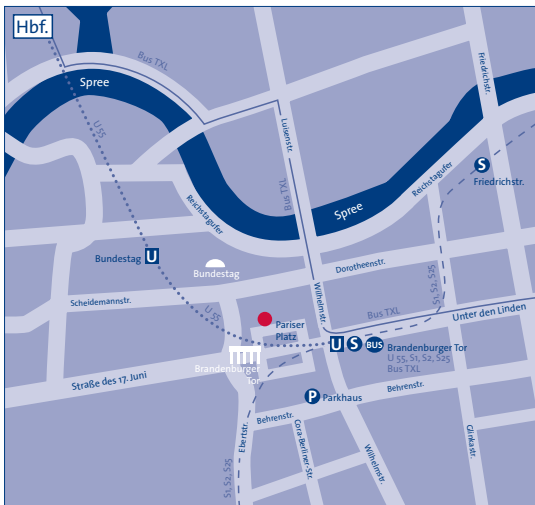 Hbf.
Bus TXL
Friedrichstr.
Spree
U 55
Luisenstr.
S
Friedrichstr.
Reichstagufer
Bus TXL
Reichstagufer
Spree
Bundestag
U
Bundestag
Dorotheenstr.
S1, S2, S25
Scheidemannstr.
U 55
Wilhelmstr.
Bus TXL
Unter den Linden
Pariser
Platz
U
S
BUS
Brandenburger Tor
U 55, S1, S2, S25
Bus TXL
Brandenburger
Tor
Straße des 17. Juni
P
Parkhaus
Behrenstr.
Behrenstr.
Ebertstr.
Cora-Berliner-Str.
Wilhelmstr.
Glinkastr.
S1, S2, S25